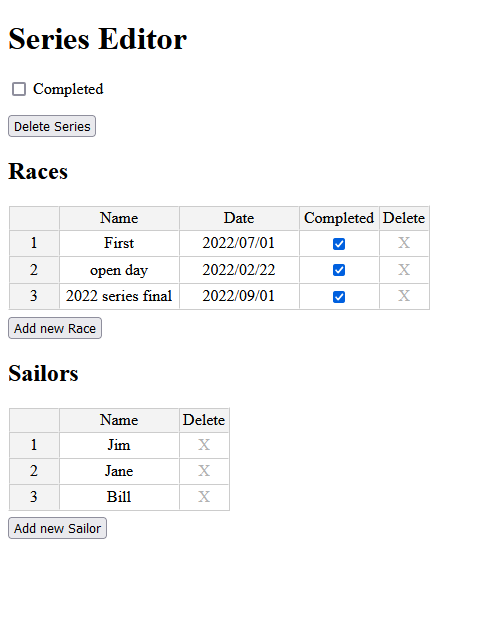 Series Editor
Completed
Delete Series
Races
Name Date Completed Delete
1 First 2022/07/01 X
2 open day 2022/02/22 X
3 2022 series final 2022/09/01 X
Add new Race
Sailors
Name Delete
1 Jim X
2 Jane X
3 Bill X
Add new Sailor